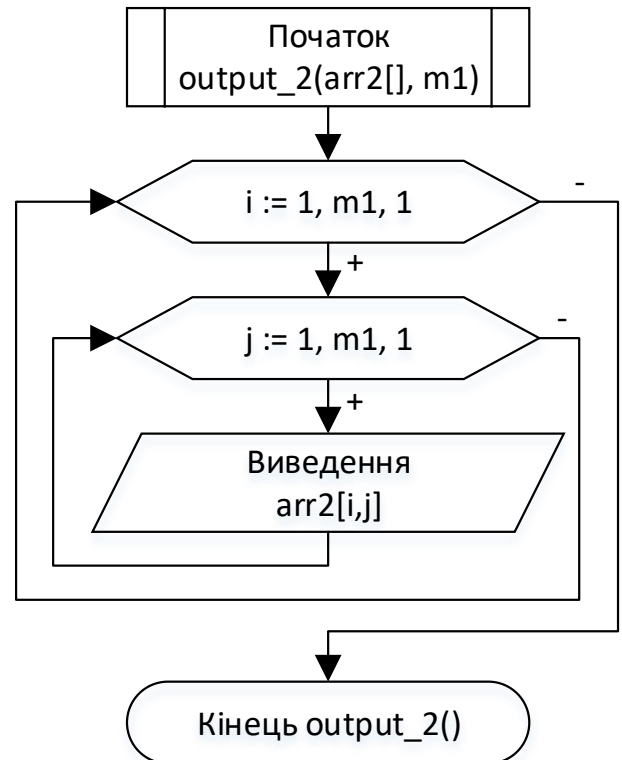 Початок
output_2(arr2[], m1)
i := 1, m1, 1
-
+
j := 1, m1, 1
-
+
Виведення
arr2[i,j]
Кінець output_2()